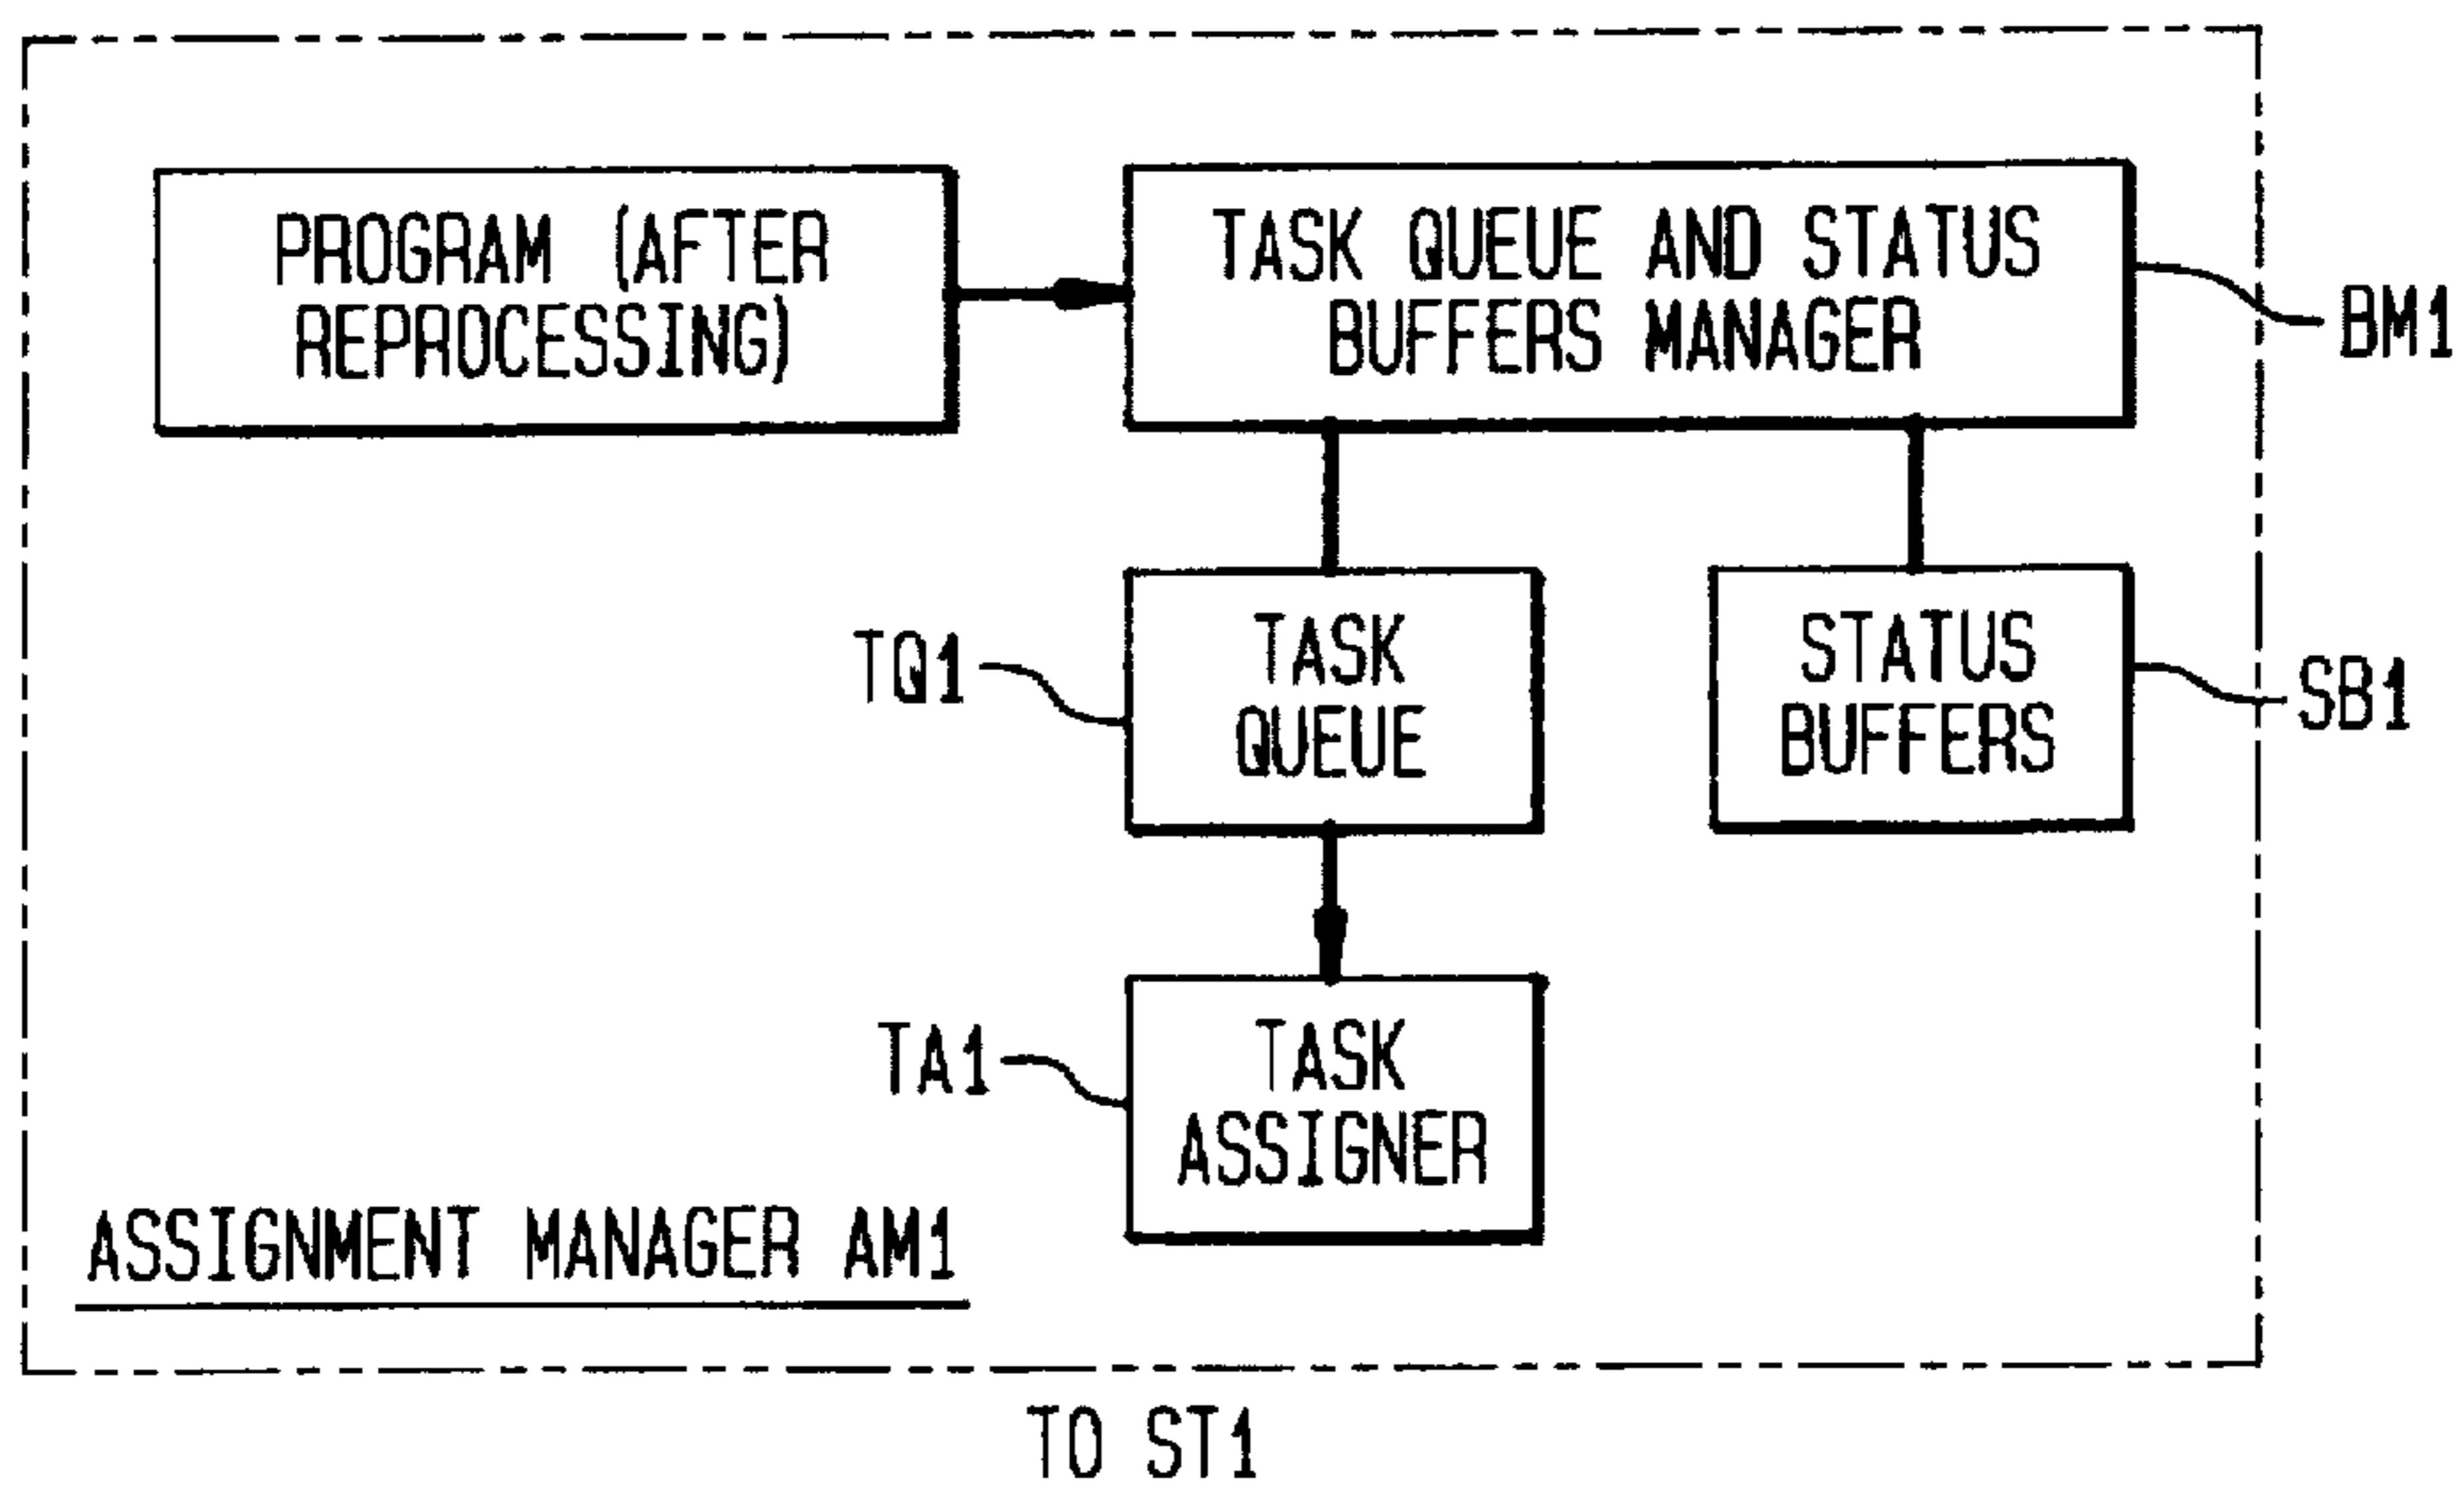 PROGRAM (AFTER
REPROCESSING)
TASK QUEUE AND STATUS
BUFFERS MANAGER
BM1
TQ1
TASK
QUEUE
STATUS
BUFFERS
SB1
TA1
TASK
ASSIGNER
ASSIGNMENT MANAGER AM1
TO ST1